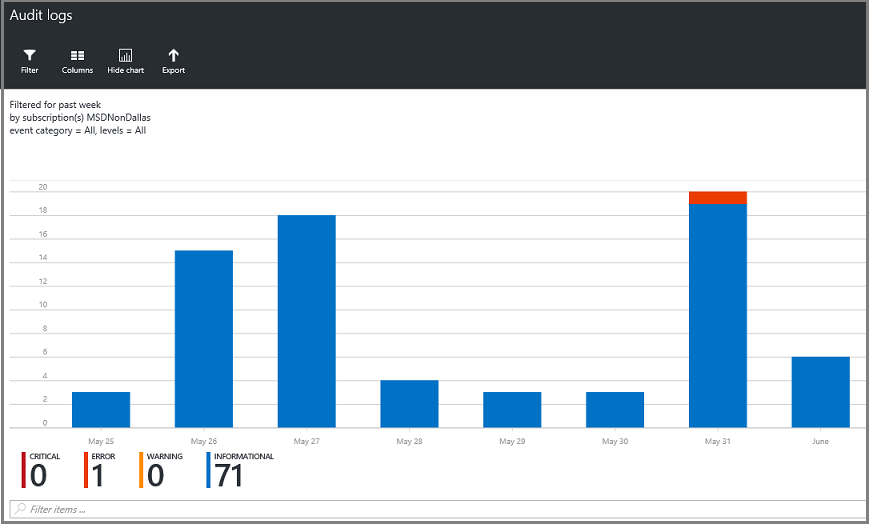 Audit logs
Filter Columns Hide chart Export
Filtered for past week
by subscription(s) MSDNonDallas
event category = All, levels = All
20
18
16
14
12
10
8
6
4
2
0
May 25 May 26 May 27 May 28 May 29 May 30 May 31 June
CRITICAL ERROR WARNING INFORMATIONAL
0 1 0 71
Filter items ...